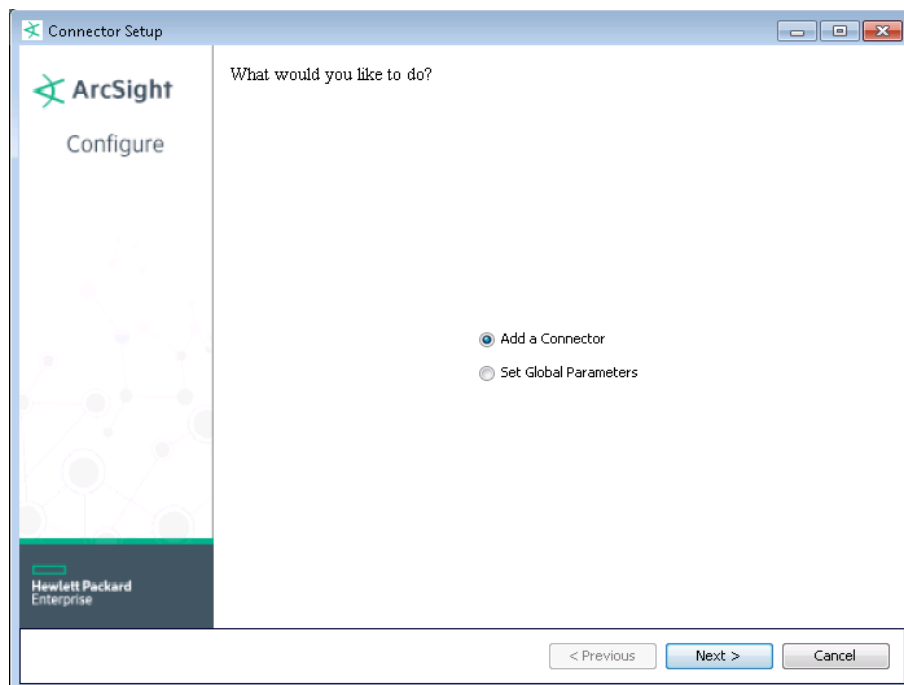 Connector Setup
ArcSight
Configure
What would you like to do?
Add a Connector
Set Global Parameters
Hewlett Packard
Enterprise
< Previous
Next >
Cancel